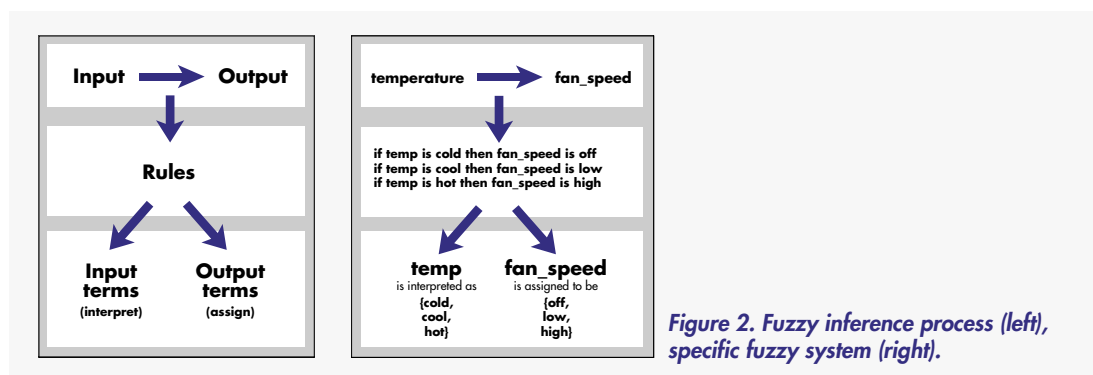 Input Output
Rules
Input
terms
(interpret)
Output
terms
(assign)
temperature fan_speed
if temp is cold then fan_speed is off
if temp is cool then fan_speed is low
if temp is hot then fan_speed is high
temp
is interpreted as
{cold,
cool,
hot}
fan_speed
is assigned to be
{off,
low,
high}
Figure 2. Fuzzy inference process (left),
specific fuzzy system (right).